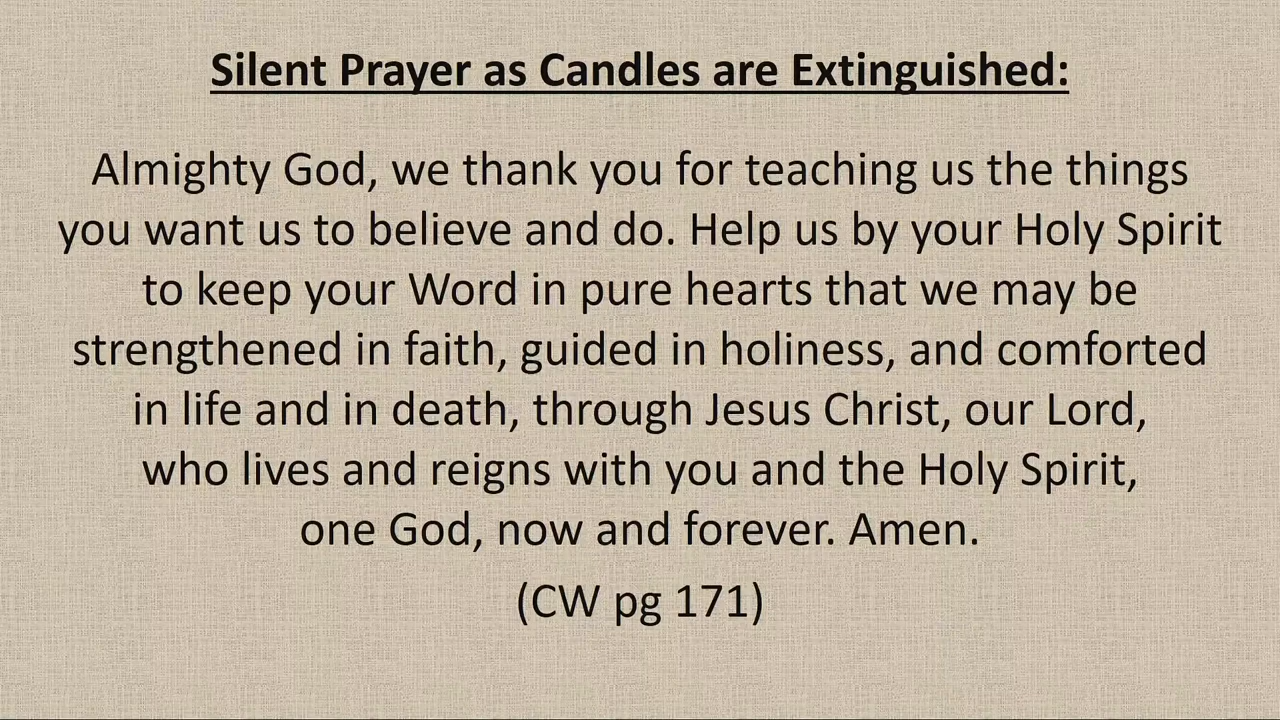 Silent Prayer as Candles are Extinguished:
Almighty God, we thank you for teaching us the things
you want us to believe and do. Help us by your Holy Spirit
to keep your Word in pure hearts that we may be
strengthened in faith, guided in holiness, and comforted
in life and in death, through Jesus Christ, our Lord,
who lives and reigns with you and the Holy Spirit,
one God, now and forever. Amen.
(CW pg 171)